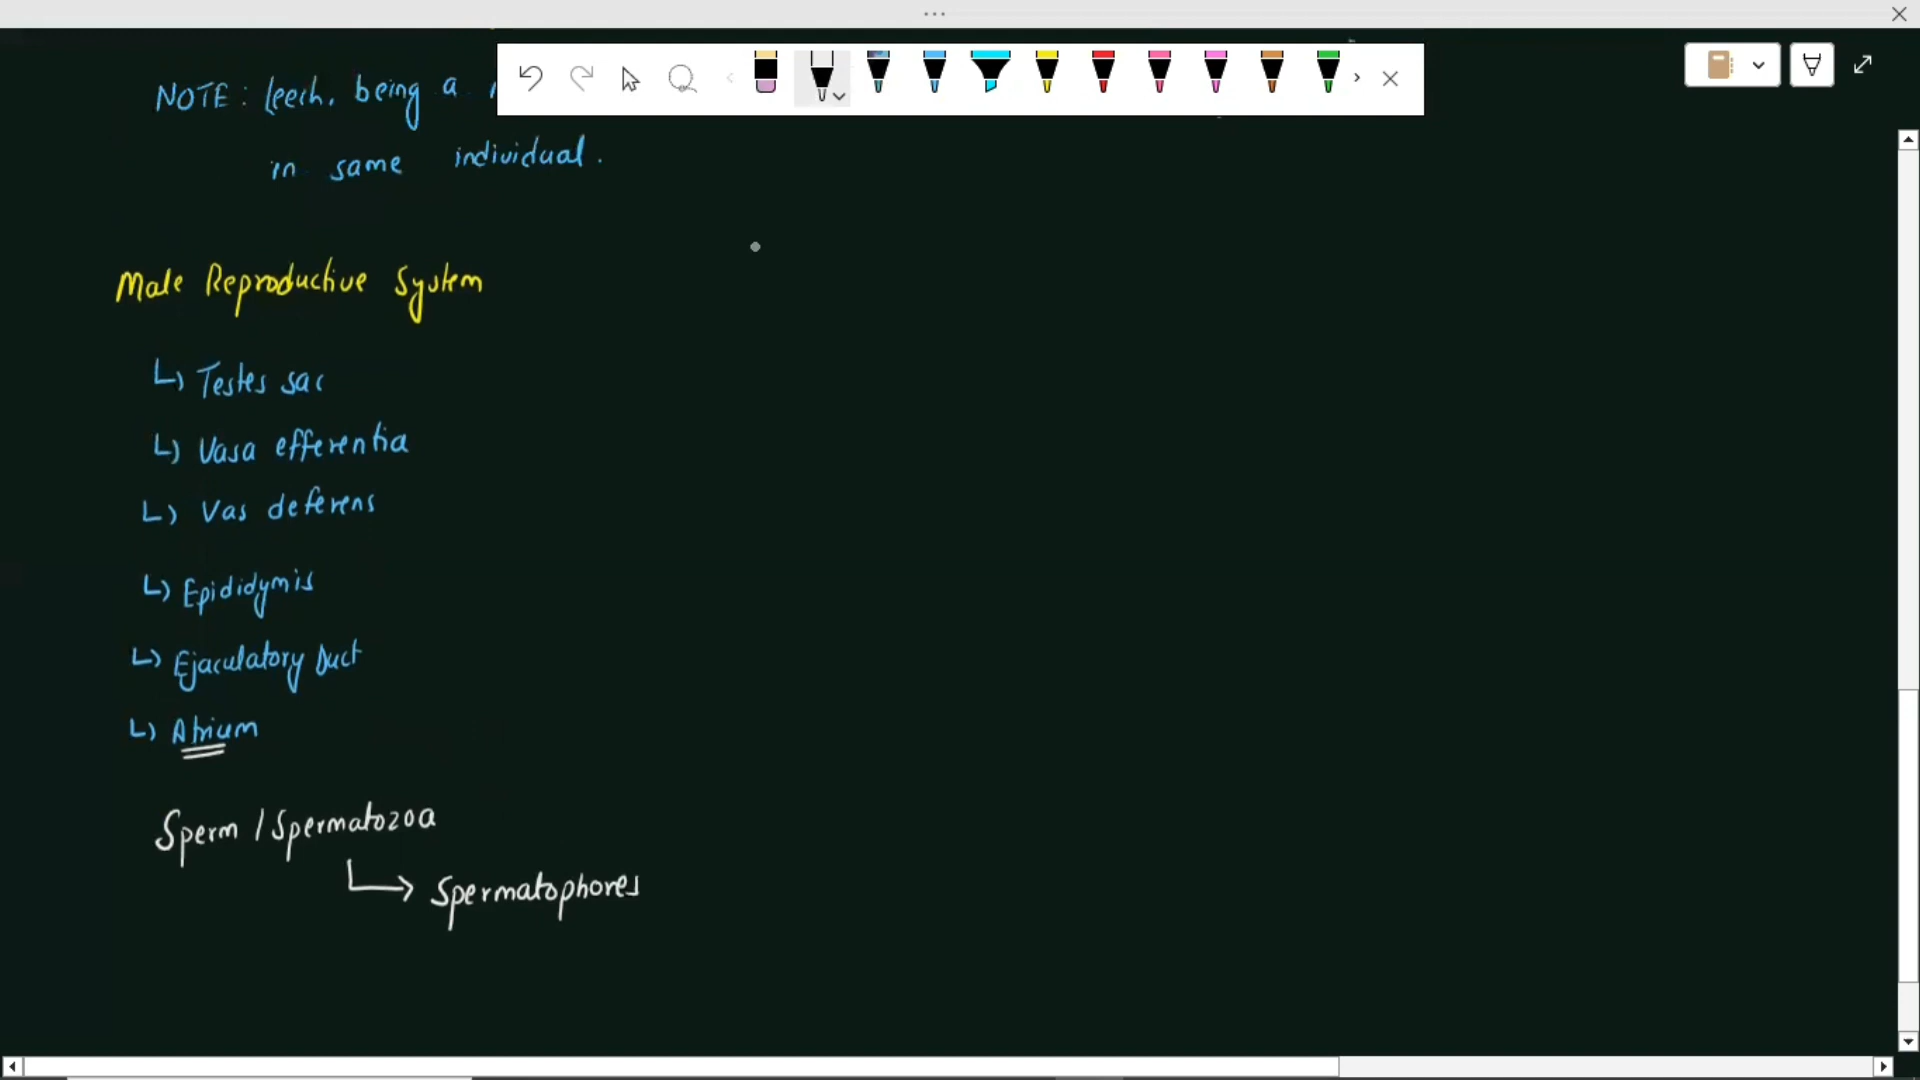 NOTE: leech, being a
in same individual.
Male Reproductive System
↳ Testes sac
↳ Vasa efferentia
↳ Vas deferens
↳ Epididymis
↳ Ejaculatory Duct
↳ Atrium
Sperm / Spermatozoa
↳ Spermatophores